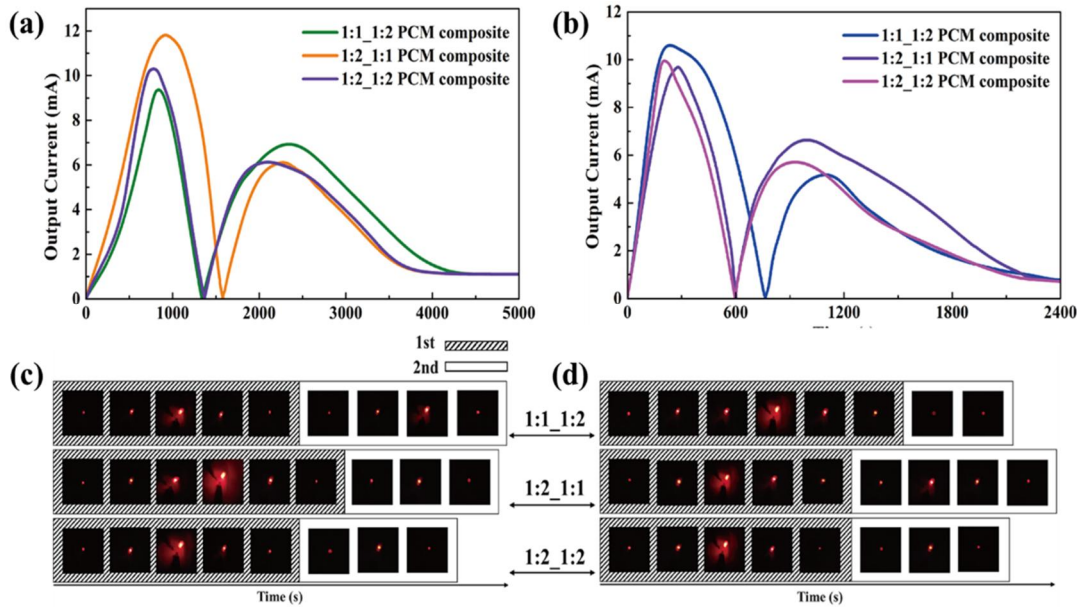 (a)
12
10
8
6
4
2
0
Output Current (mA)
1:1_1:2 PCM composite
1:2_1:1 PCM composite
1:2_1:2 PCM composite
0 1000 2000 3000 4000 5000
(b)
12
10
8
6
4
2
0
Output Current (mA)
1:1_1:2 PCM composite
1:2_1:1 PCM composite
1:2_1:2 PCM composite
0 600 1200 1800 2400
1st
2nd
(c)
(d)
1:1_1:2
1:2_1:1
1:2_1:2
Time (s)
Time (s)